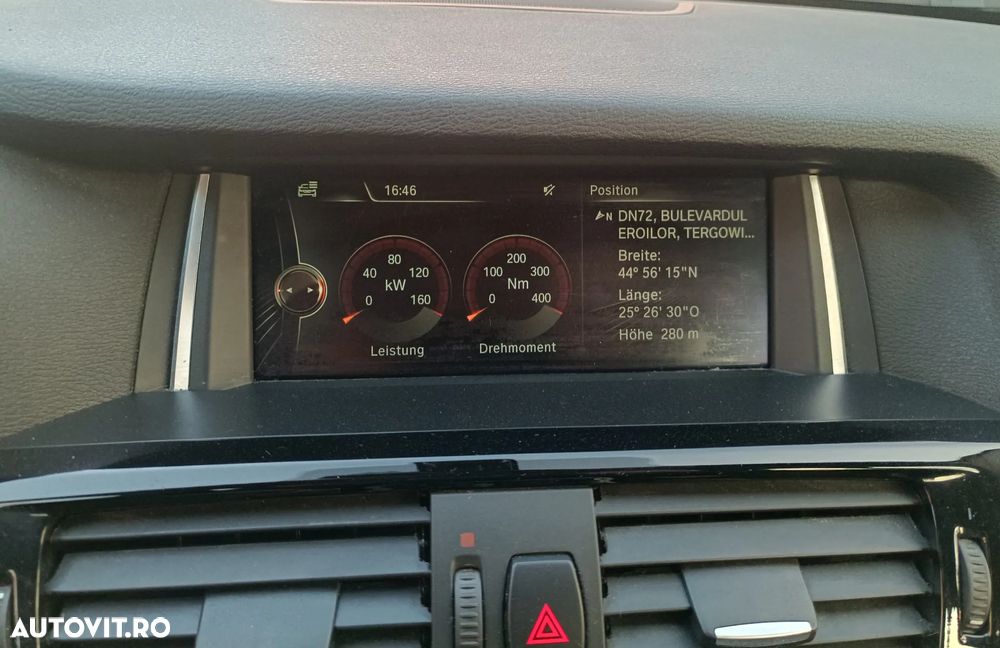 16:46
Position
N DN72, BULEVARDUL
EROILOR, TERGOWI...
Breite:
44° 56' 15"N
Länge:
25° 26' 30"O
Höhe 280 m
0 40 80 120 160
kW
Leistung
0 100 200 300 400
Nm
Drehmoment
AUTOVIT.RO